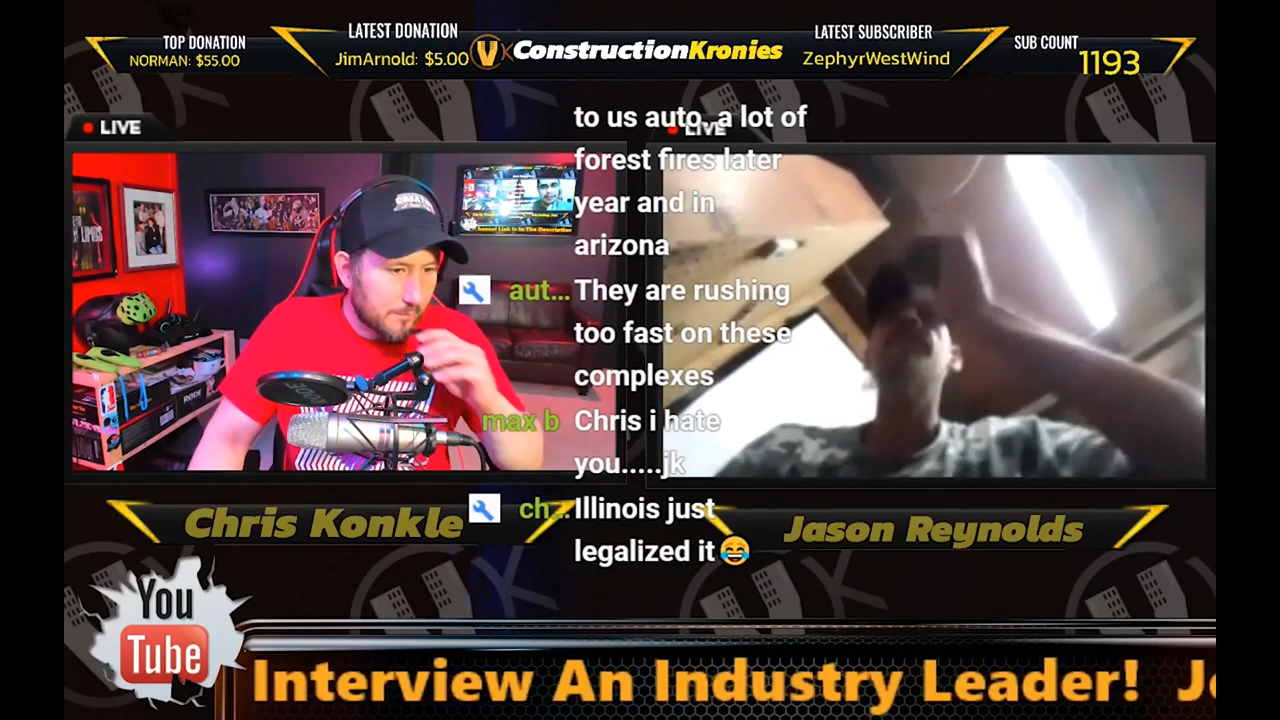 TOP DONATION
NORMAN: $55.00
LATEST DONATION
JimArnold: $5.00
ConstructionKronies
LATEST SUBSCRIBER
ZephyrWestWind
SUB COUNT
1193
LIVE
LIVE
to us auto. a lot of
forest fires later
year and in
arizona
aut... They are rushing
too fast on these
complexes
max b Chris i hate
you.....jk
ch... Illinois just
legalized it😂
LIMBS
RODE
Chris Konkle
Jason Reynolds
You
Tube
Interview An Industry Leader! Jo